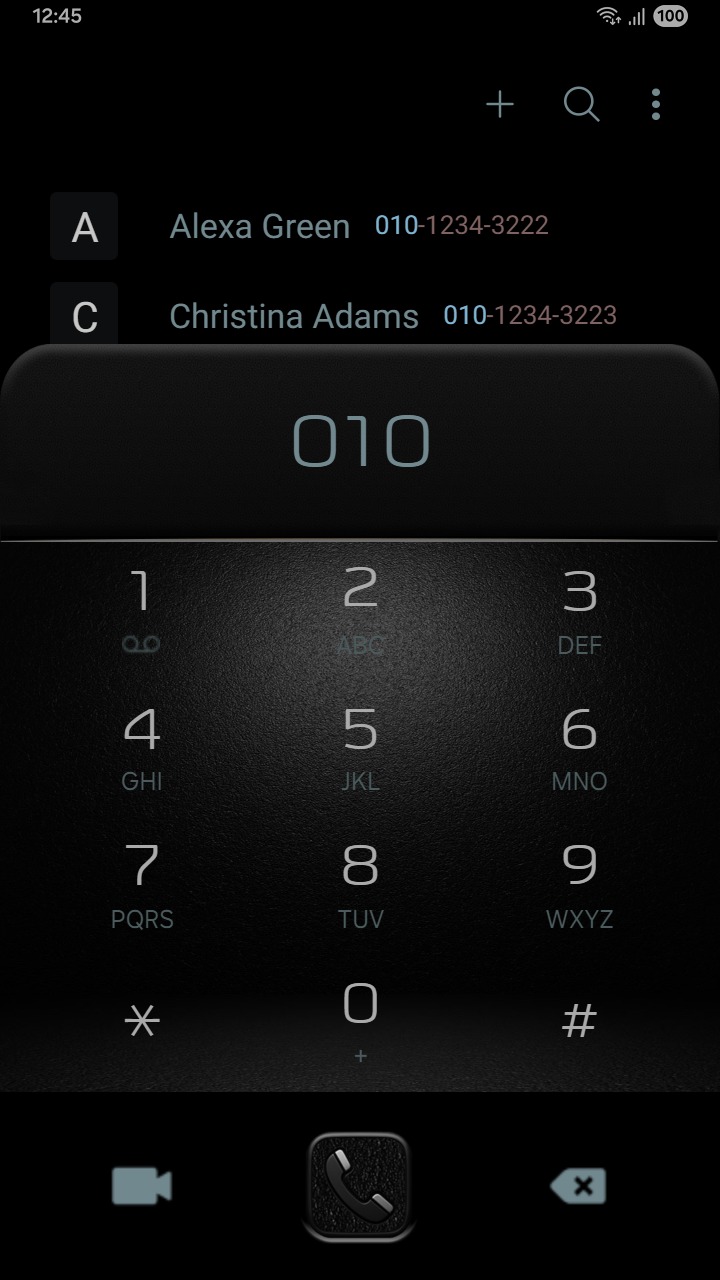 12:45 100
A Alexa Green 010-1234-3222
C Christina Adams 010-1234-3223
010
1 2 3
ABC DEF
4 5 6
GHI JKL MNO
7 8 9
PQRS TUV WXYZ
* 0 #
+